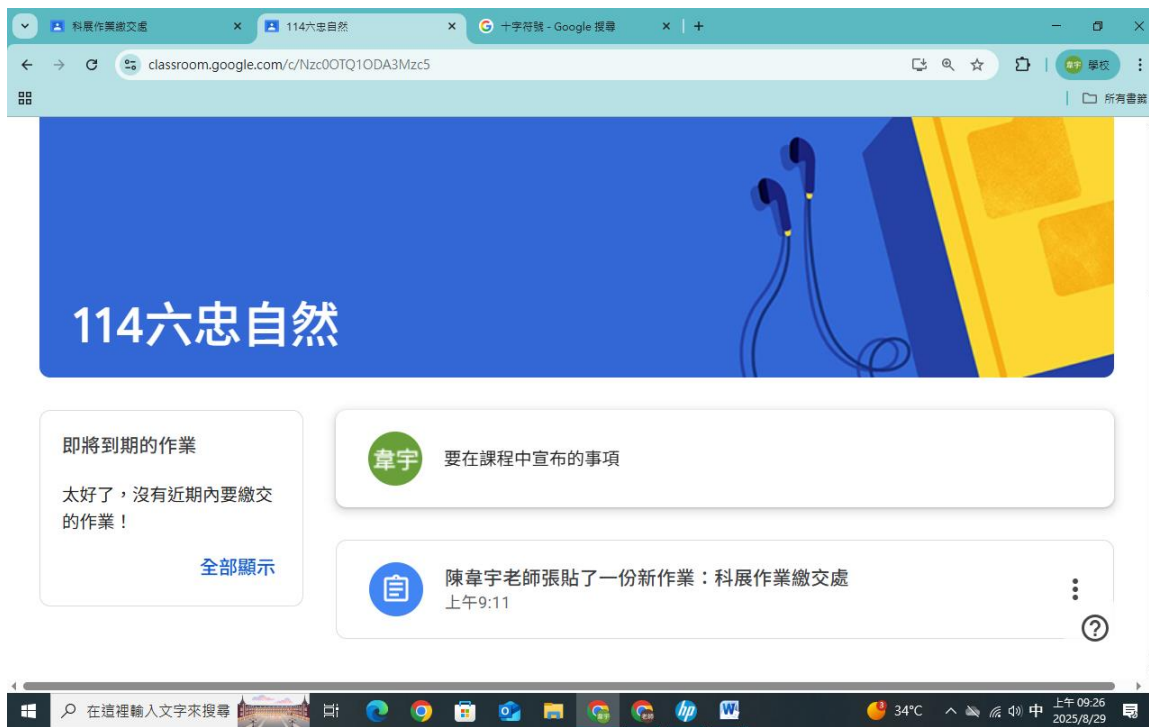 科展作業繳交處
114六忠自然
十字符號 - Google 搜尋
classroom.google.com/c/Nzc0OTQ1ODA3Mzc5
韋宇
學校
所有書籤
114六忠自然
即將到期的作業
太好了，沒有近期內要繳交
的作業！
全部顯示
韋宇
要在課程中宣布的事項
陳韋宇老師張貼了一份新作業：科展作業繳交處
上午9:11
在這裡輸入文字來搜尋
34°C
中
上午 09:26
2025/8/29